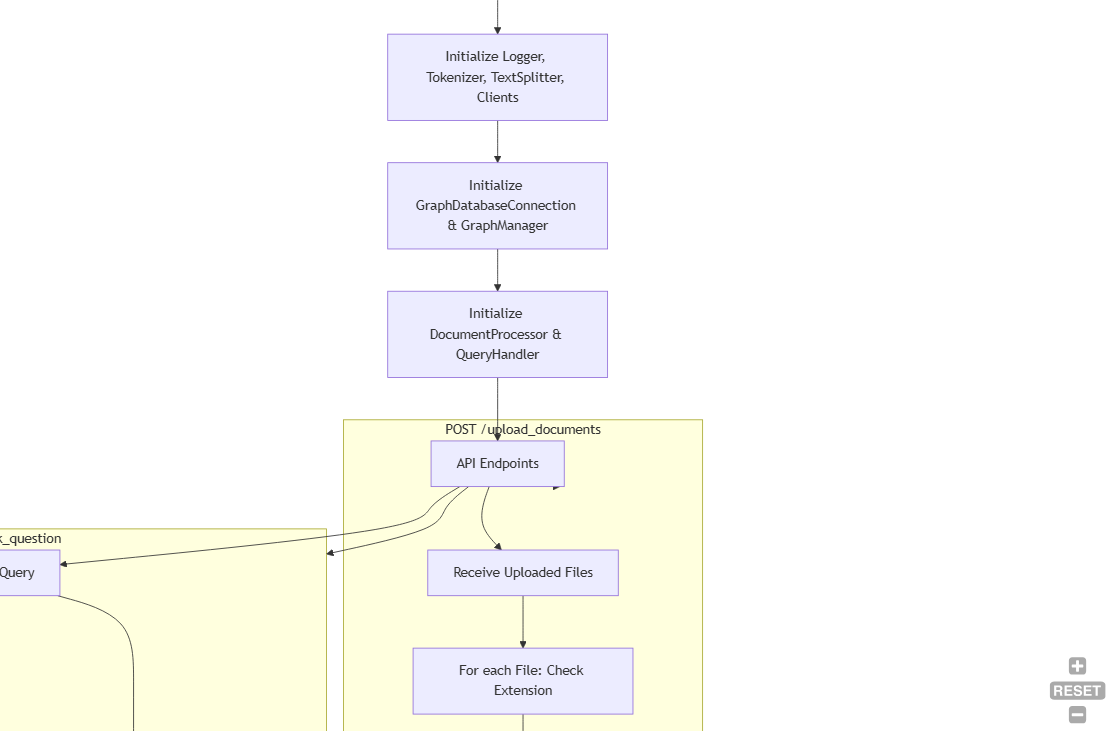 Initialize Logger,
Tokenizer, TextSplitter,
Clients
Initialize
GraphDatabaseConnection
& GraphManager
Initialize
DocumentProcessor &
QueryHandler
POST /upload_documents
API Endpoints
k_question
Query
Receive Uploaded Files
For each File: Check
Extension
RESET